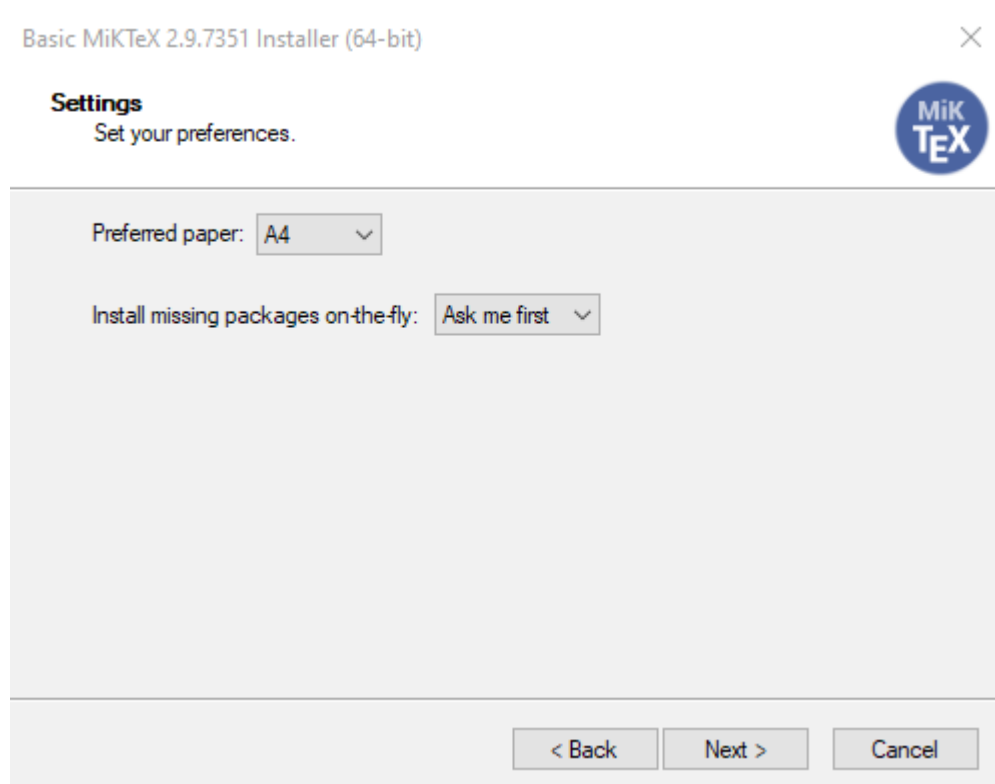 Basic MiKTeX 2.9.7351 Installer (64-bit)
Settings
Set your preferences.
MiK
TEX
Preferred paper: A4
Install missing packages on-the-fly: Ask me first
< Back Next > Cancel